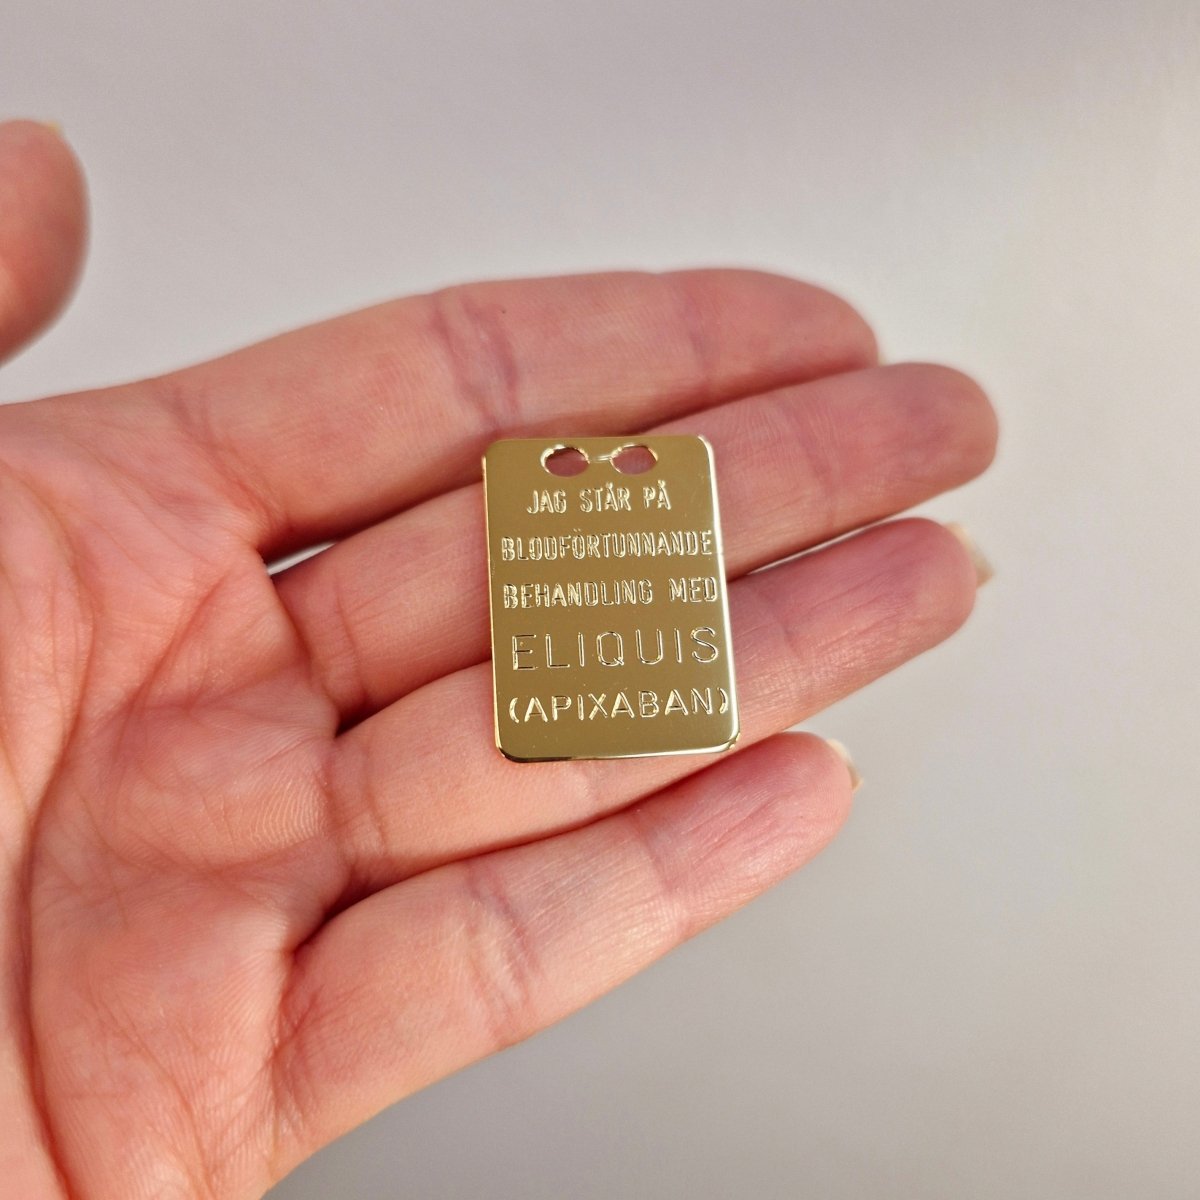 JAG STÅR PÅ
BLODFÖRTUNNANDE
BEHANDLING MED
ELIQUIS
(APIXABAN)